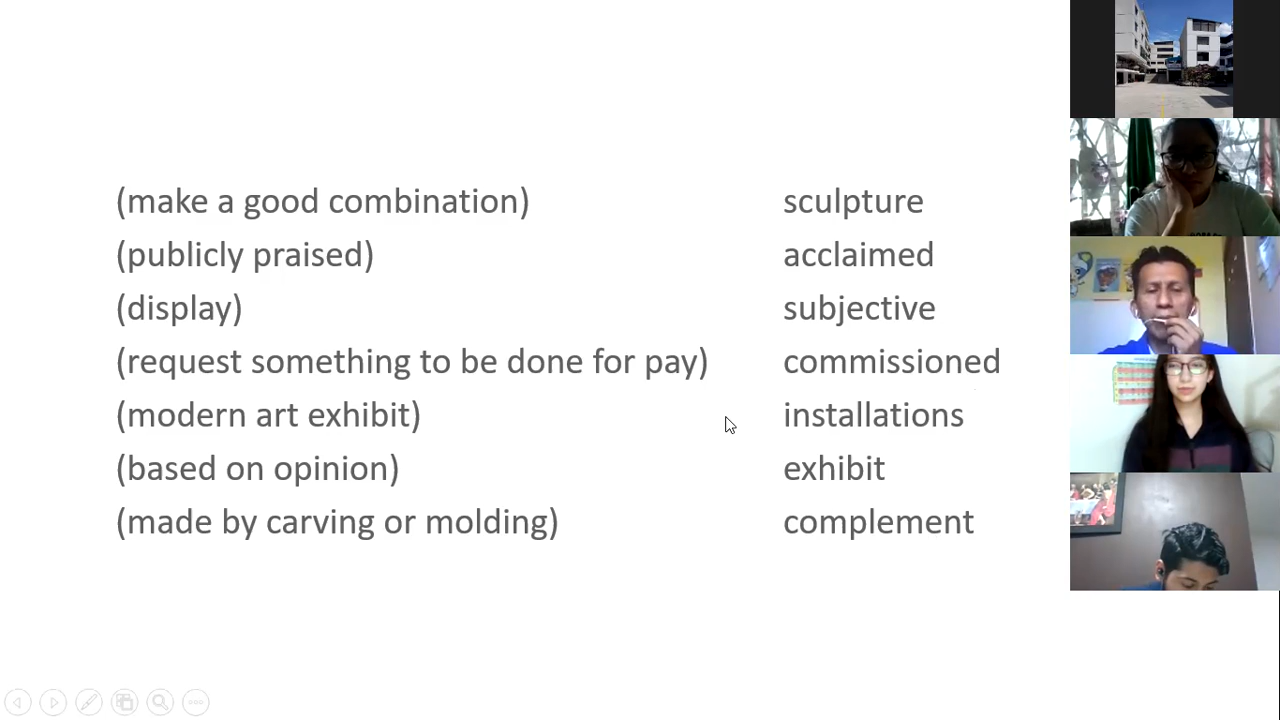 (make a good combination) sculpture
(publicly praised) acclaimed
(display) subjective
(request something to be done for pay) commissioned
(modern art exhibit) installations
(based on opinion) exhibit
(made by carving or molding) complement